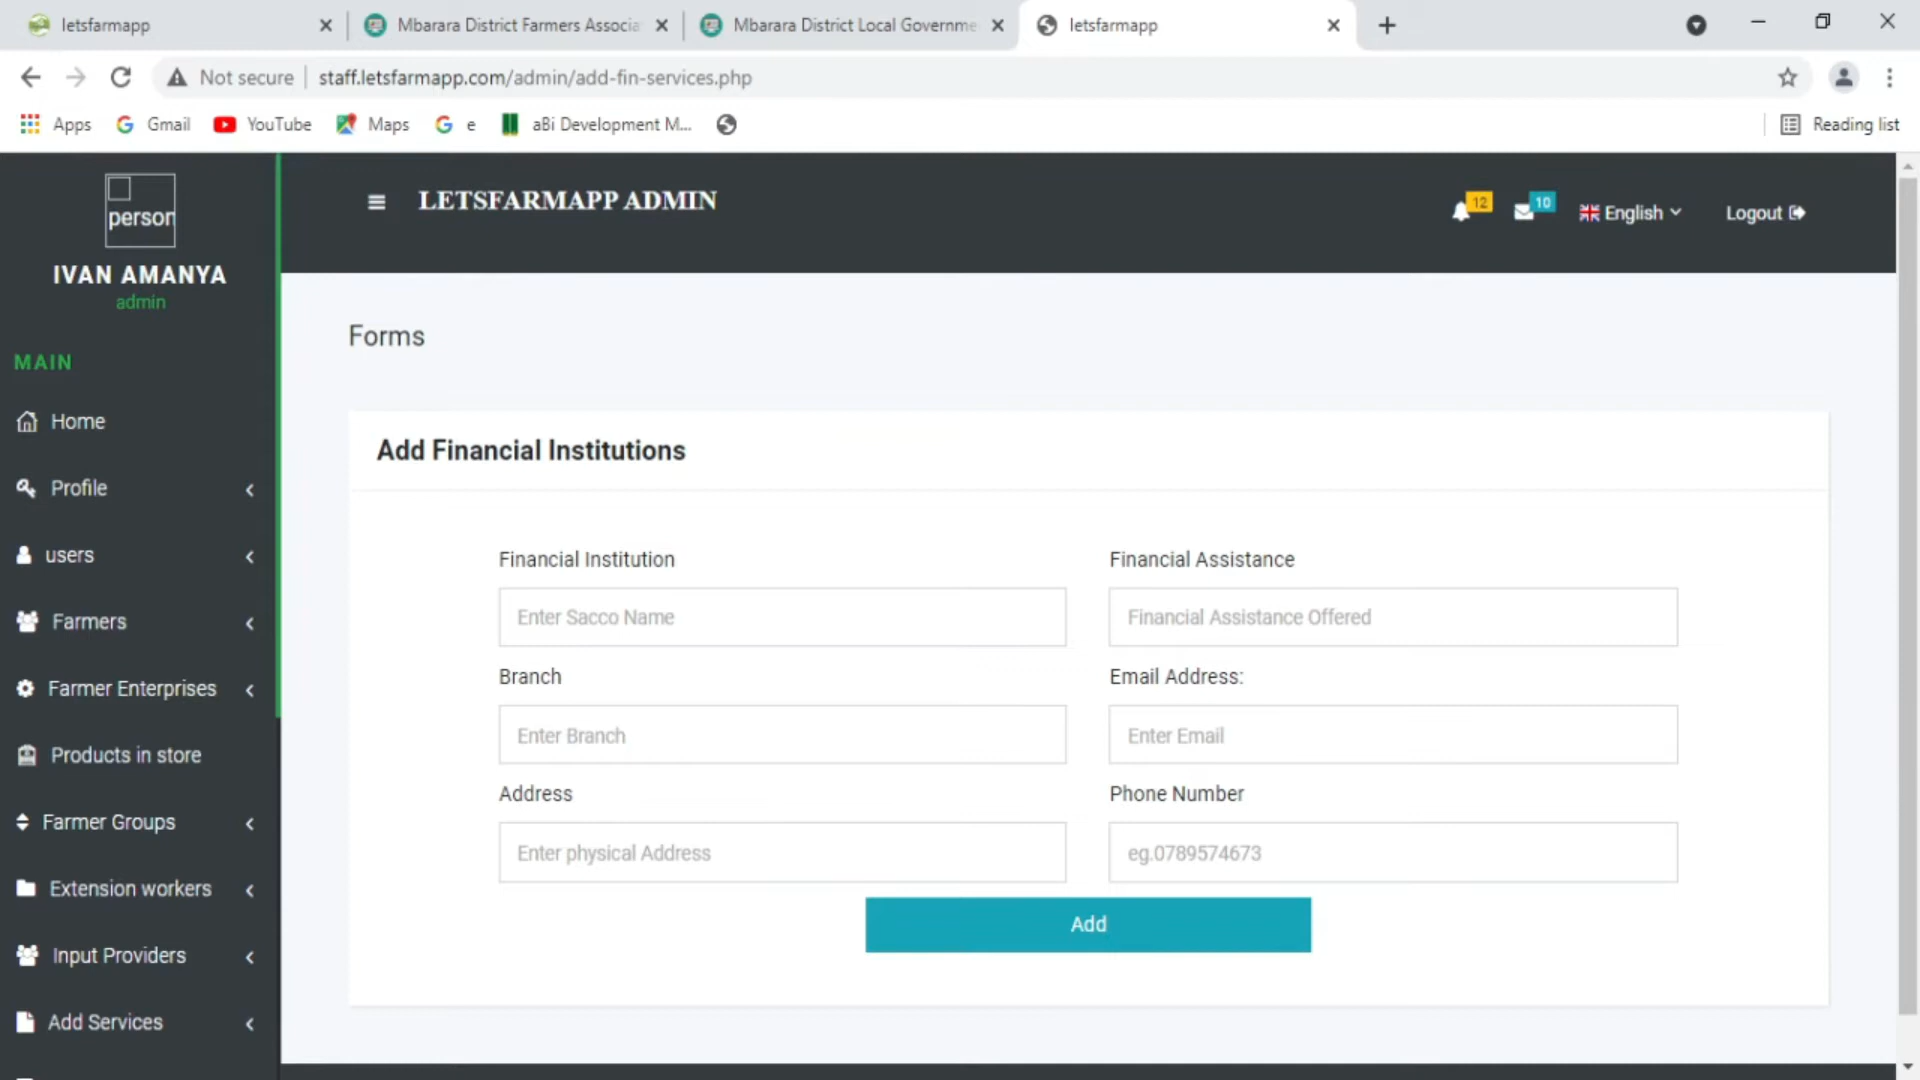 letsfarmapp
Mbarara District Farmers Associa
Mbarara District Local Governme
letsfarmapp
Not secure
staff.letsfarmapp.com/admin/add-fin-services.php
Apps
Gmail
YouTube
Maps
e
aBi Development M...
Reading list
person
IVAN AMANYA
admin
MAIN
Home
Profile
users
Farmers
Farmer Enterprises
Products in store
Farmer Groups
Extension workers
Input Providers
Add Services
LETSFARMAPP ADMIN
12
10
English
Logout
Forms
Add Financial Institutions
Financial Institution
Financial Assistance
Enter Sacco Name
Financial Assistance Offered
Branch
Email Address:
Enter Branch
Enter Email
Address
Phone Number
Enter physical Address
eg.0789574673
Add